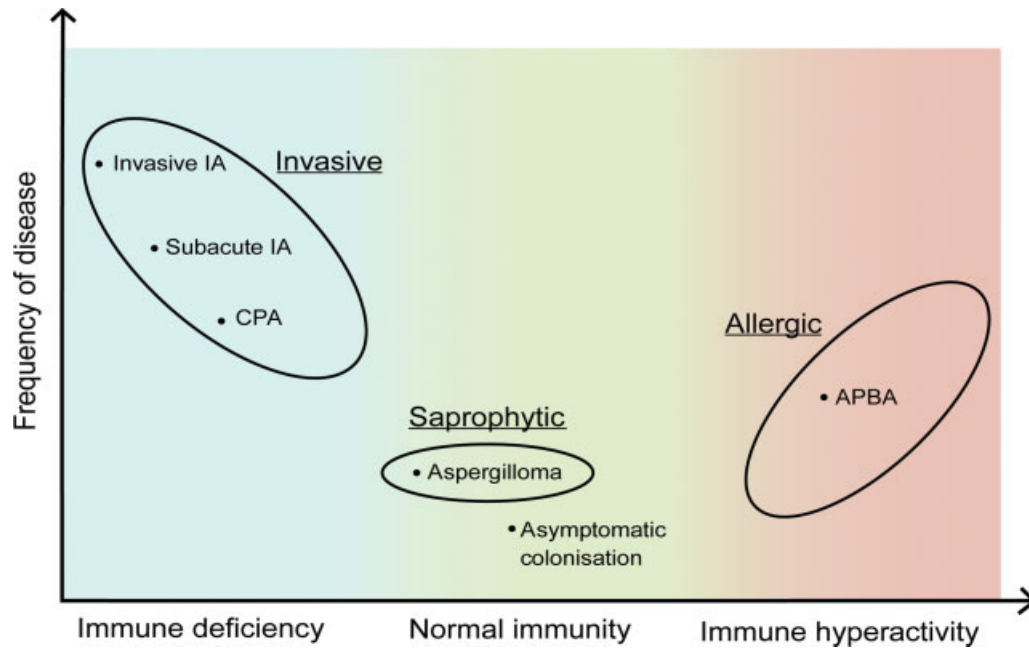 Frequency of disease
Invasive
Invasive IA
Subacute IA
CPA
Saprophytic
Aspergilloma
Asymptomatic
colonisation
Allergic
APBA
Immune deficiency
Normal immunity
Immune hyperactivity